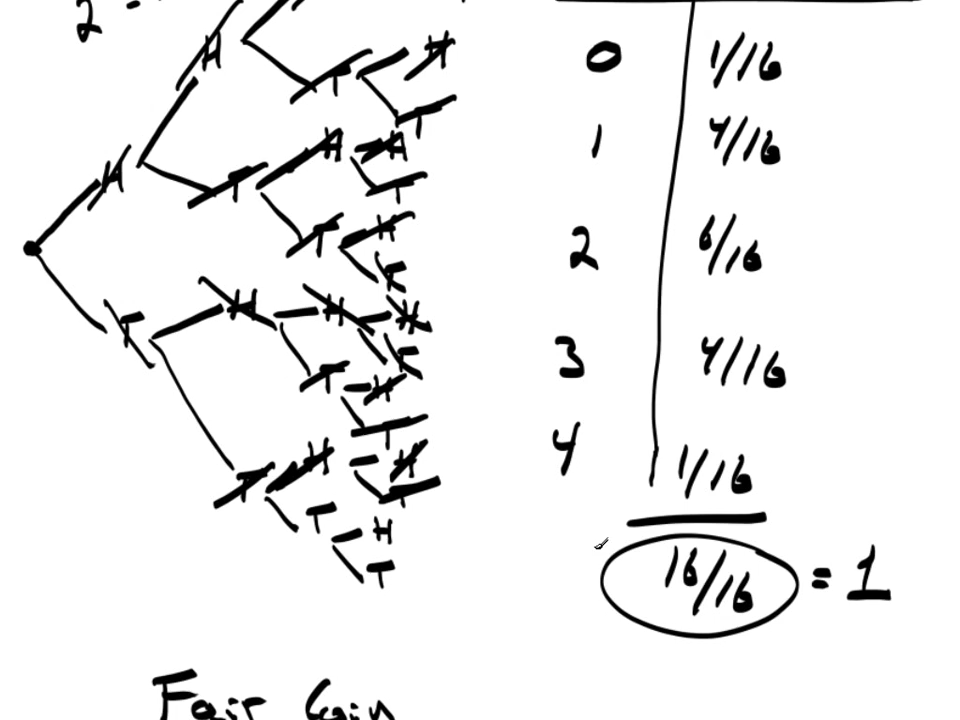 2
H
T H
H T
H H
H T T
T H
T
H H H
T T
T H
T
T H H
T
T H
T
0 1/16
1 4/16
2 6/16
3 4/16
4 1/16
16/16 = 1
Fair Coin